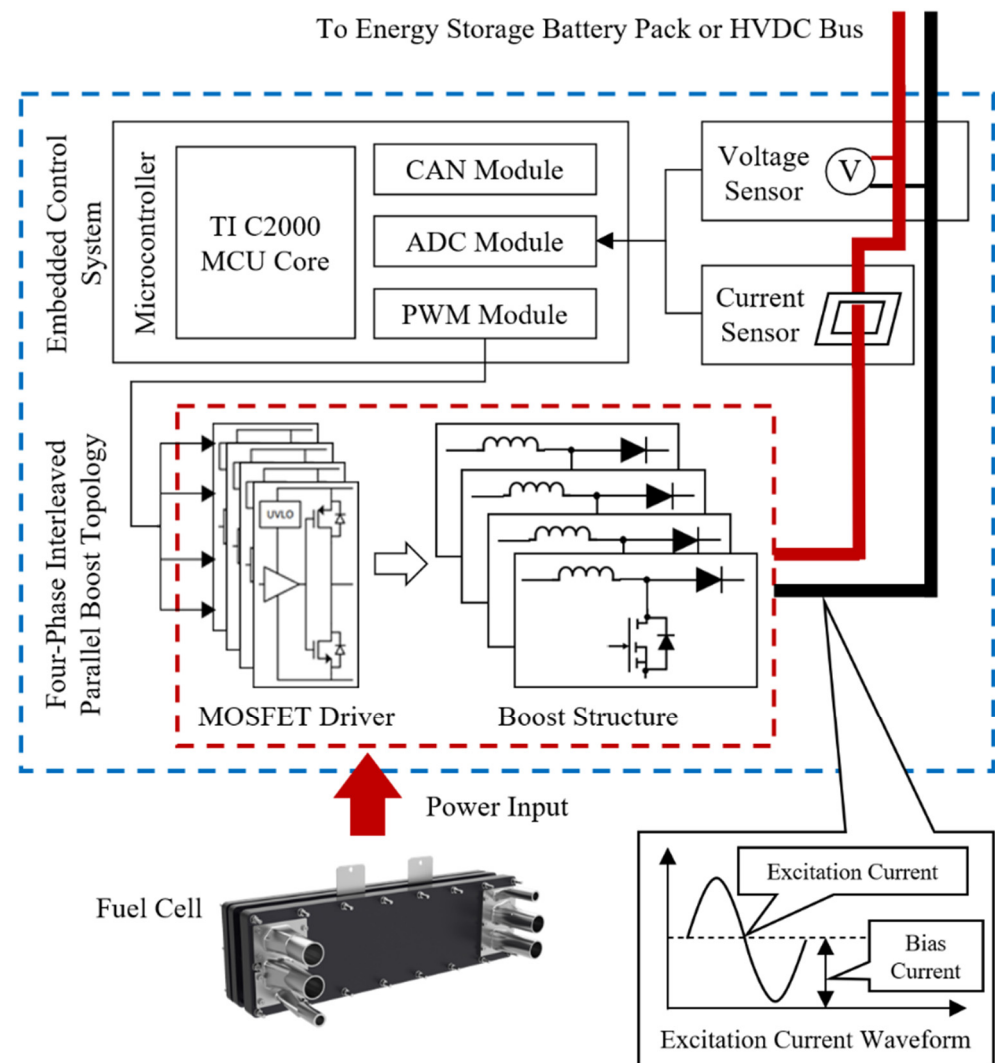 To Energy Storage Battery Pack or HVDC Bus
Embedded Control
System
Microcontroller
TI C2000
MCU Core
CAN Module
ADC Module
PWM Module
Voltage
Sensor
V
Current
Sensor
Four-Phase Interleaved
Parallel Boost Topology
UVLO
MOSFET Driver
Boost Structure
Power Input
Fuel Cell
Excitation Current
Bias
Current
Excitation Current Waveform